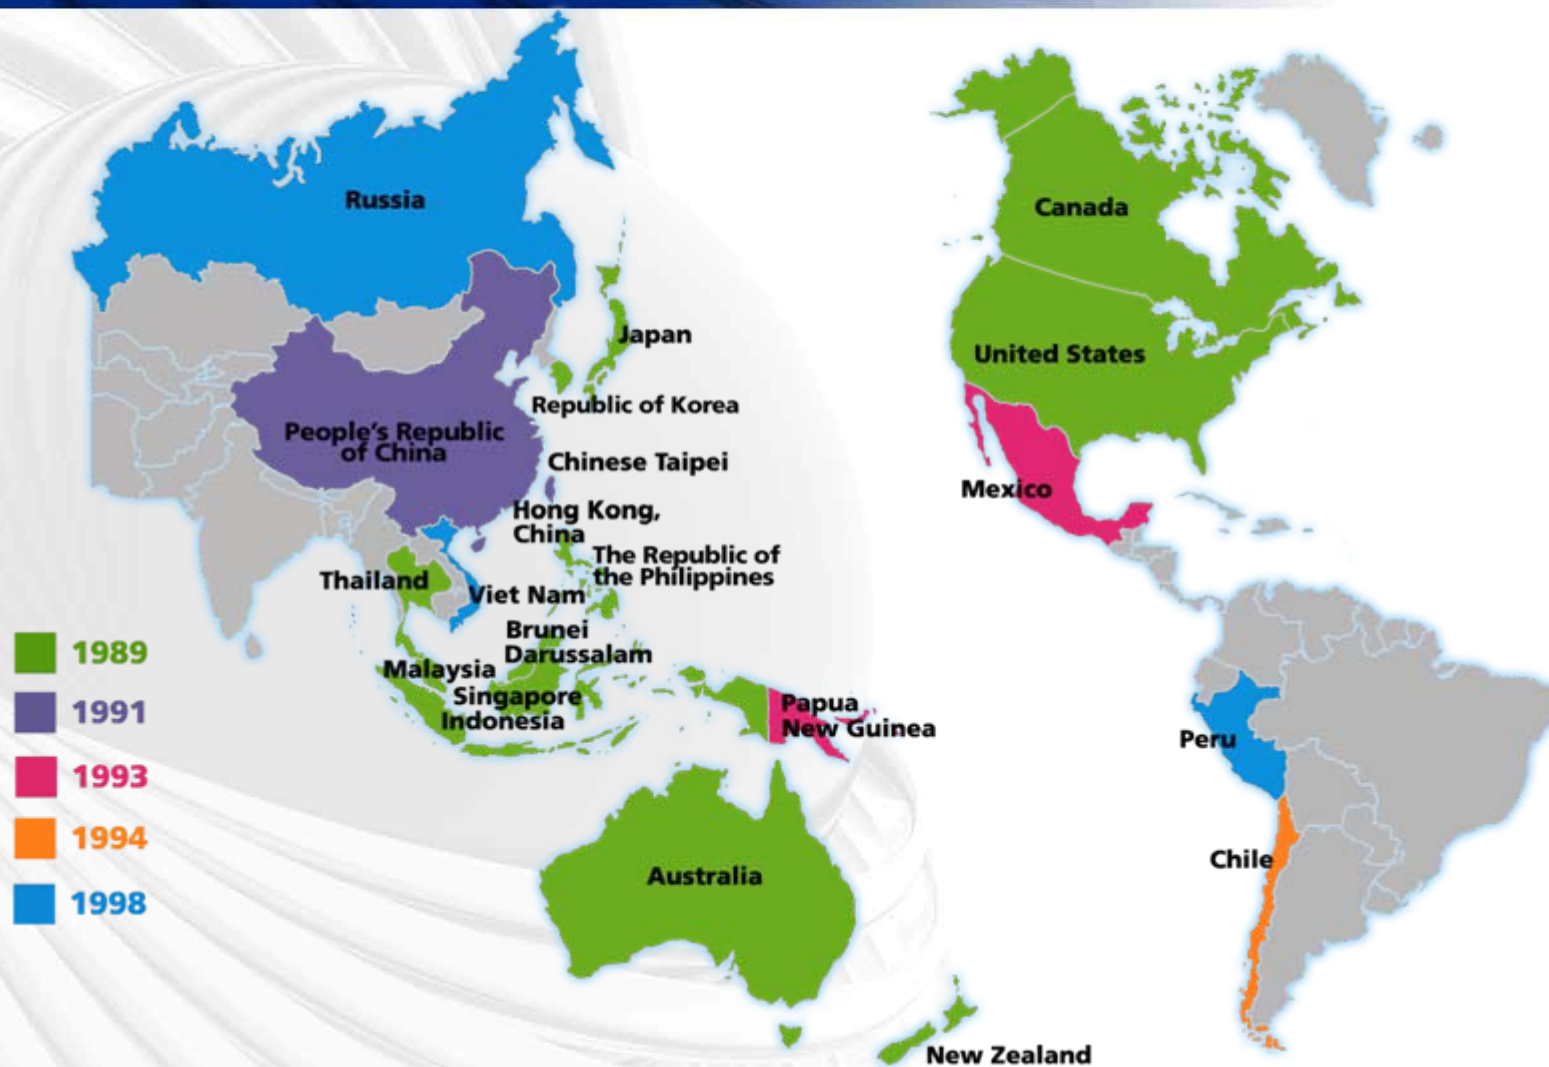 Russia
Canada
Japan
United States
Republic of Korea
People's Republic
of China
Chinese Taipei
Mexico
Hong Kong,
China
The Republic of
the Philippines
Thailand
Viet Nam
Brunei
Darussalam
Malaysia
Singapore
Indonesia
Papua
New Guinea
Peru
Chile
Australia
New Zealand
1989
1991
1993
1994
1998